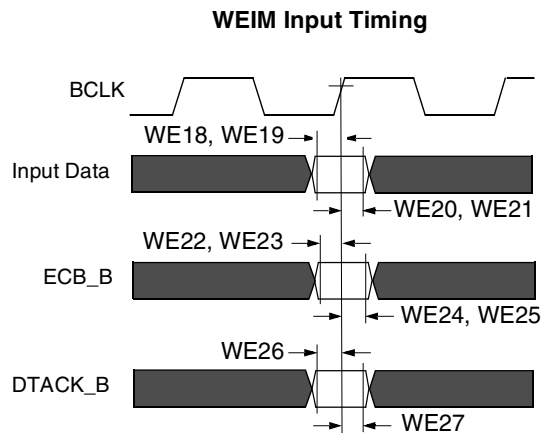 WEIM Input Timing
BCLK
WE18, WE19
Input Data
WE20, WE21
WE22, WE23
ECB_B
WE24, WE25
WE26
DTACK_B
WE27